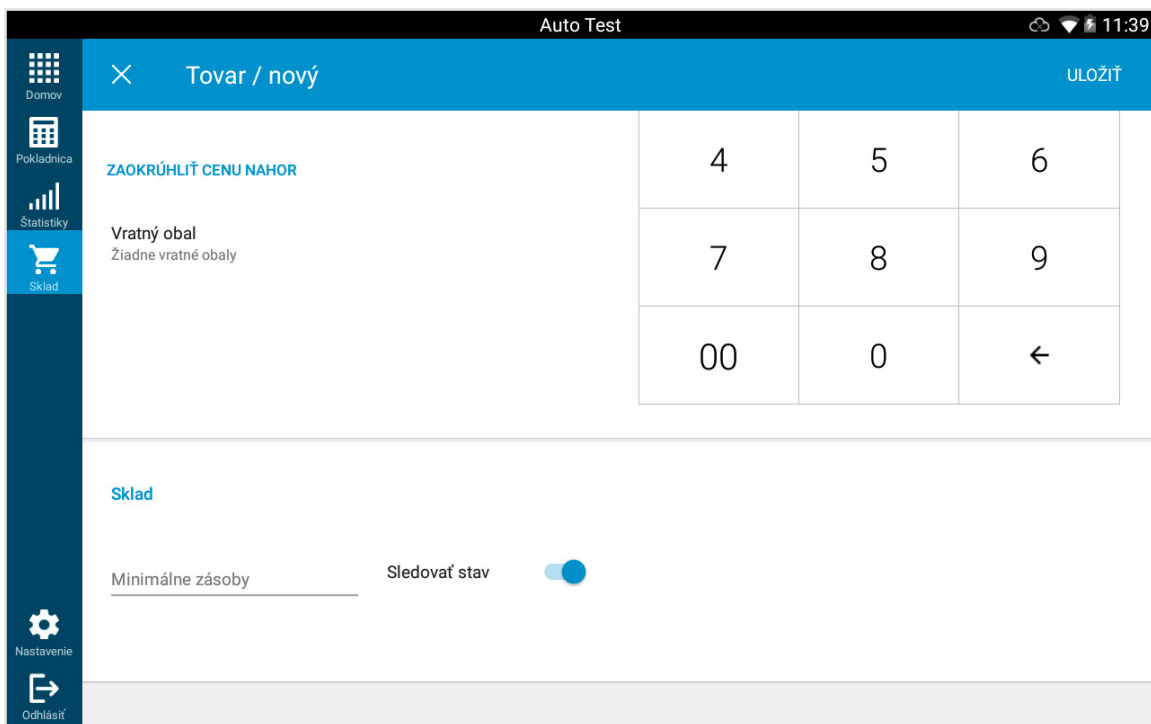 Auto Test
11:39
Domov
Tovar / nový
ULOŽIŤ
Pokladnica
Štatistiky
Sklad
ZAOKRÚHLIŤ CENU NAHOR
Vratný obal
Žiadne vratné obaly
4 5 6
7 8 9
00 0
Sklad
Minimálne zásoby
Sledovať stav
Nastavenie
Odhlásiť